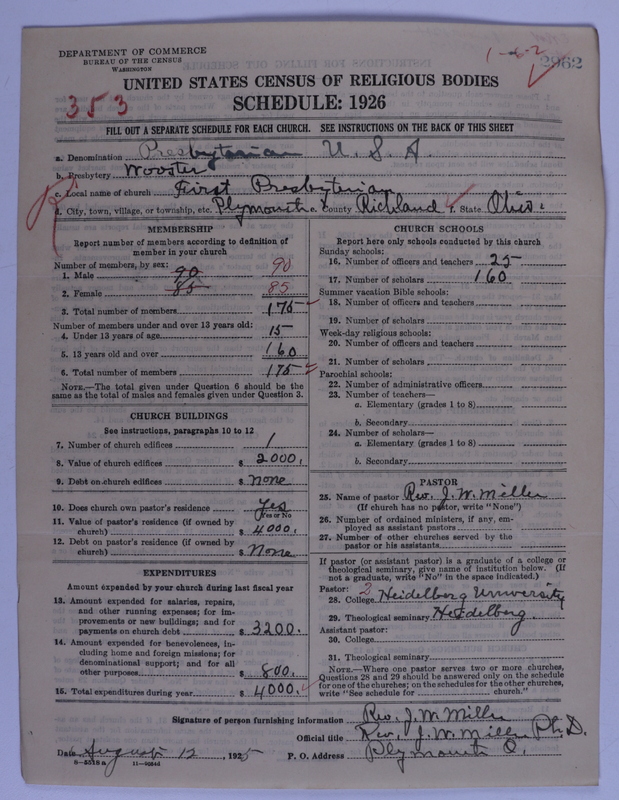 DEPARTMENT OF COMMERCE
BUREAU OF THE CENSUS
WASHINGTON
2962
UNITED STATES CENSUS OF RELIGIOUS BODIES
353
SCHEDULE: 1926
FILL OUT A SEPARATE SCHEDULE FOR EACH CHURCH. SEE INSTRUCTIONS ON THE BACK OF THIS SHEET
a. Denomination Presbyterian U. S. A.
b. Presbytery Wooster
c. Local name of church First Presbyterian
d. City, town, village, or township, etc. Plymouth e. County Richland f. State Ohio.
MEMBERSHIP
Report number of members according to definition of
member in your church
Number of members, by sex:
1. Male 90 90
2. Female 85 85
3. Total number of members 175
Number of members under and over 13 years old:
4. Under 13 years of age 15
5. 13 years old and over 160
6. Total number of members 175
NOTE.—The total given under Question 6 should be
same as the total of males and females given under Question 3.
CHURCH BUILDINGS
See instructions, paragraphs 10 to 12
7. Number of church edifices 1
8. Value of church edifices $ 2000.
9. Debt on church edifices $ none
10. Does church own pastor's residence Yes
(Yes or No
11. Value of pastor's residence (if owned by
church) $ 4000.
12. Debt on pastor's residence (if owned by
church) $ None
EXPENDITURES
Amount expended by your church during last fiscal year
13. Amount expended for salaries, repairs,
and other running expenses; for im-
provements or new buildings; and for
payments on church debt $ 3200.
14. Amount expended for benevolences, in-
cluding home and foreign missions; for
denominational support; and for all
other purposes $ 800.
15. Total expenditures during year $ 4000.
CHURCH SCHOOLS
Report here only schools conducted by this church
Sunday schools:
16. Number of officers and teachers 25
17. Number of scholars 160
Summer vacation Bible schools:
18. Number of officers and teachers
19. Number of scholars
Week-day religious schools:
20. Number of officers and teachers
21. Number of scholars
Parochial schools:
22. Number of administrative officers
23. Number of teachers—
a. Elementary (grades 1 to 8)
b. Secondary
24. Number of scholars—
a. Elementary (grades 1 to 8)
b. Secondary
PASTOR
25. Name of pastor Rev. J. W. Miller
(If church has no pastor, write "None")
26. Number of ordained ministers, if any, em-
ployed as assistant pastors
27. Number of other churches served by the
pastor or his assistants
If pastor (or assistant pastor) is a graduate of a college or
theological seminary, give name of institution below. (If
not a graduate, write "No" in the space indicated.)
Pastor: 2
28. College Heidelberg University
29. Theological seminary Heidelberg.
Assistant pastor:
30. College
31. Theological seminary
NOTE.—Where one pastor serves two or more churches,
Questions 28 and 29 should be answered only on the schedule
for one of the churches; on the schedules for the other churches,
write "See schedule for church."
Signature of person furnishing information Rev. J. W. Miller
Official title Rev. J. W. Miller Ph. D.
Date August 12, 1925 P. O. Address Plymouth O.
8—5518 a